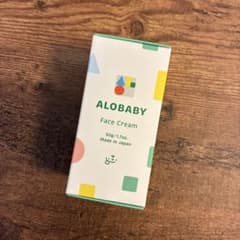 ALOBABY
Face Cream
50g/1.7oz.
Made in Japan